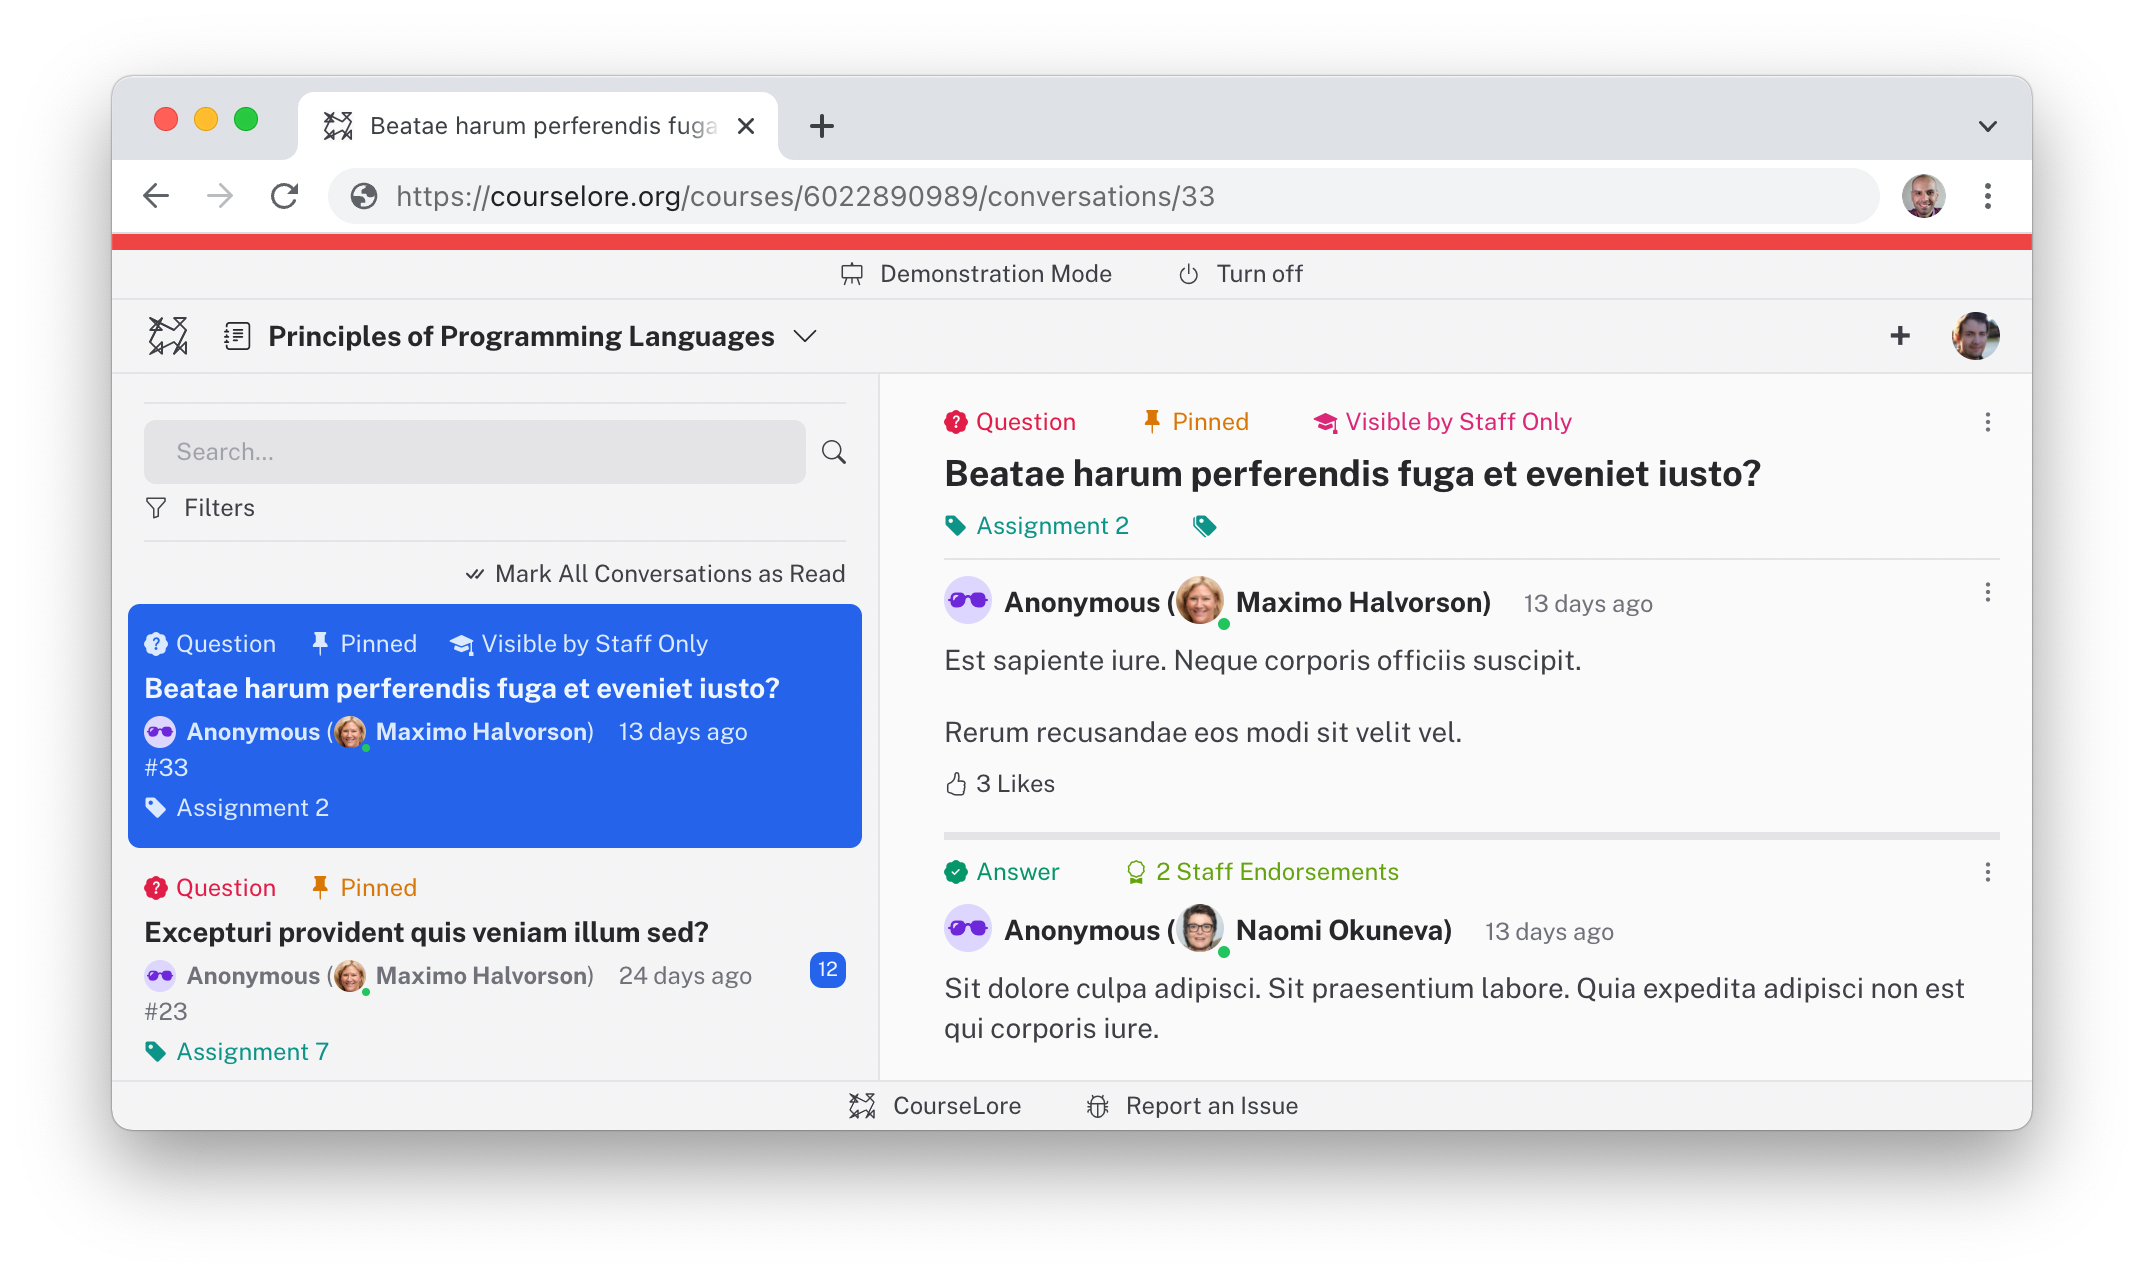 Beatae harum perferendis fuga
https://courselore.org/courses/6022890989/conversations/33
Demonstration Mode Turn off
Principles of Programming Languages
Search...
Filters
Mark All Conversations as Read
Question Pinned Visible by Staff Only
Beatae harum perferendis fuga et eveniet iusto?
Anonymous ( Maximo Halvorson) 13 days ago
#33
Assignment 2
Question Pinned
Excepturi provident quis veniam illum sed?
Anonymous ( Maximo Halvorson) 24 days ago
12
#23
Assignment 7
Question Pinned Visible by Staff Only
Beatae harum perferendis fuga et eveniet iusto?
Assignment 2
Anonymous ( Maximo Halvorson) 13 days ago
Est sapiente iure. Neque corporis officiis suscipit.
Rerum recusandae eos modi sit velit vel.
3 Likes
Answer 2 Staff Endorsements
Anonymous ( Naomi Okuneva) 13 days ago
Sit dolore culpa adipisci. Sit praesentium labore. Quia expedita adipisci non est
qui corporis iure.
CourseLore Report an Issue